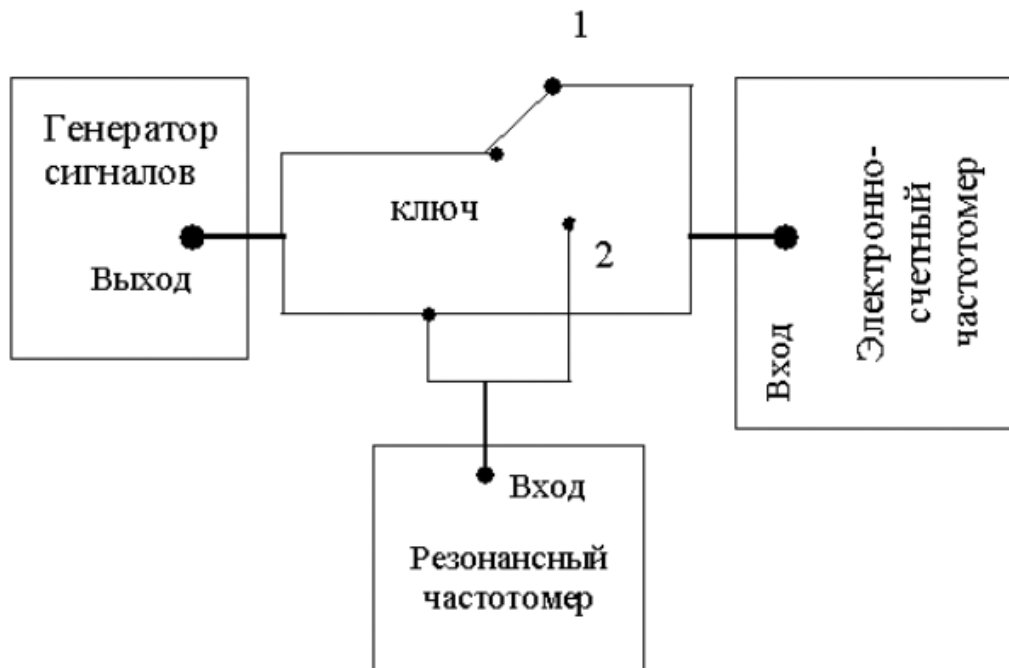 1
Генератор
сигналов
Выход
ключ
2
Вход
Электронно-
счетный
частотомер
Вход
Резонансный
частотомер